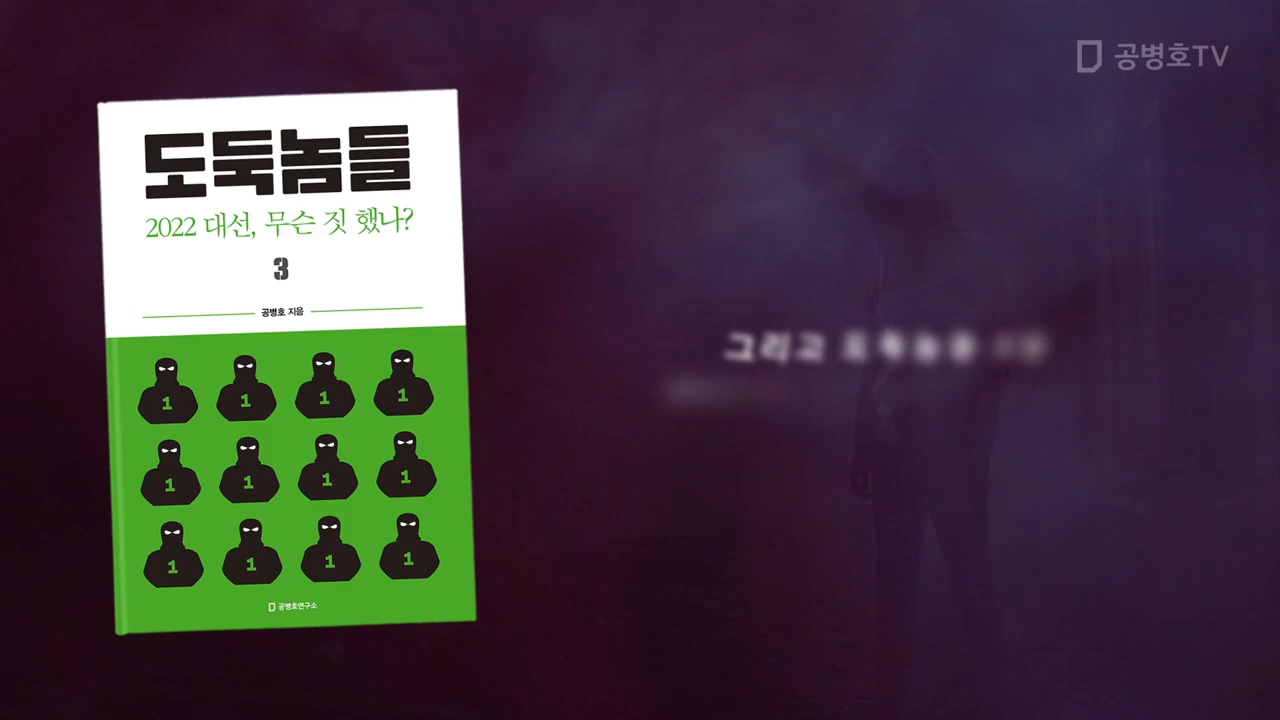 공병호TV
도둑놈들
2022 대선, 무슨 짓 했나?
3
공병호 지음
1 1 1 1
1 1 1 1
1 1 1 1
공병호연구소
그리고 도둑놈들